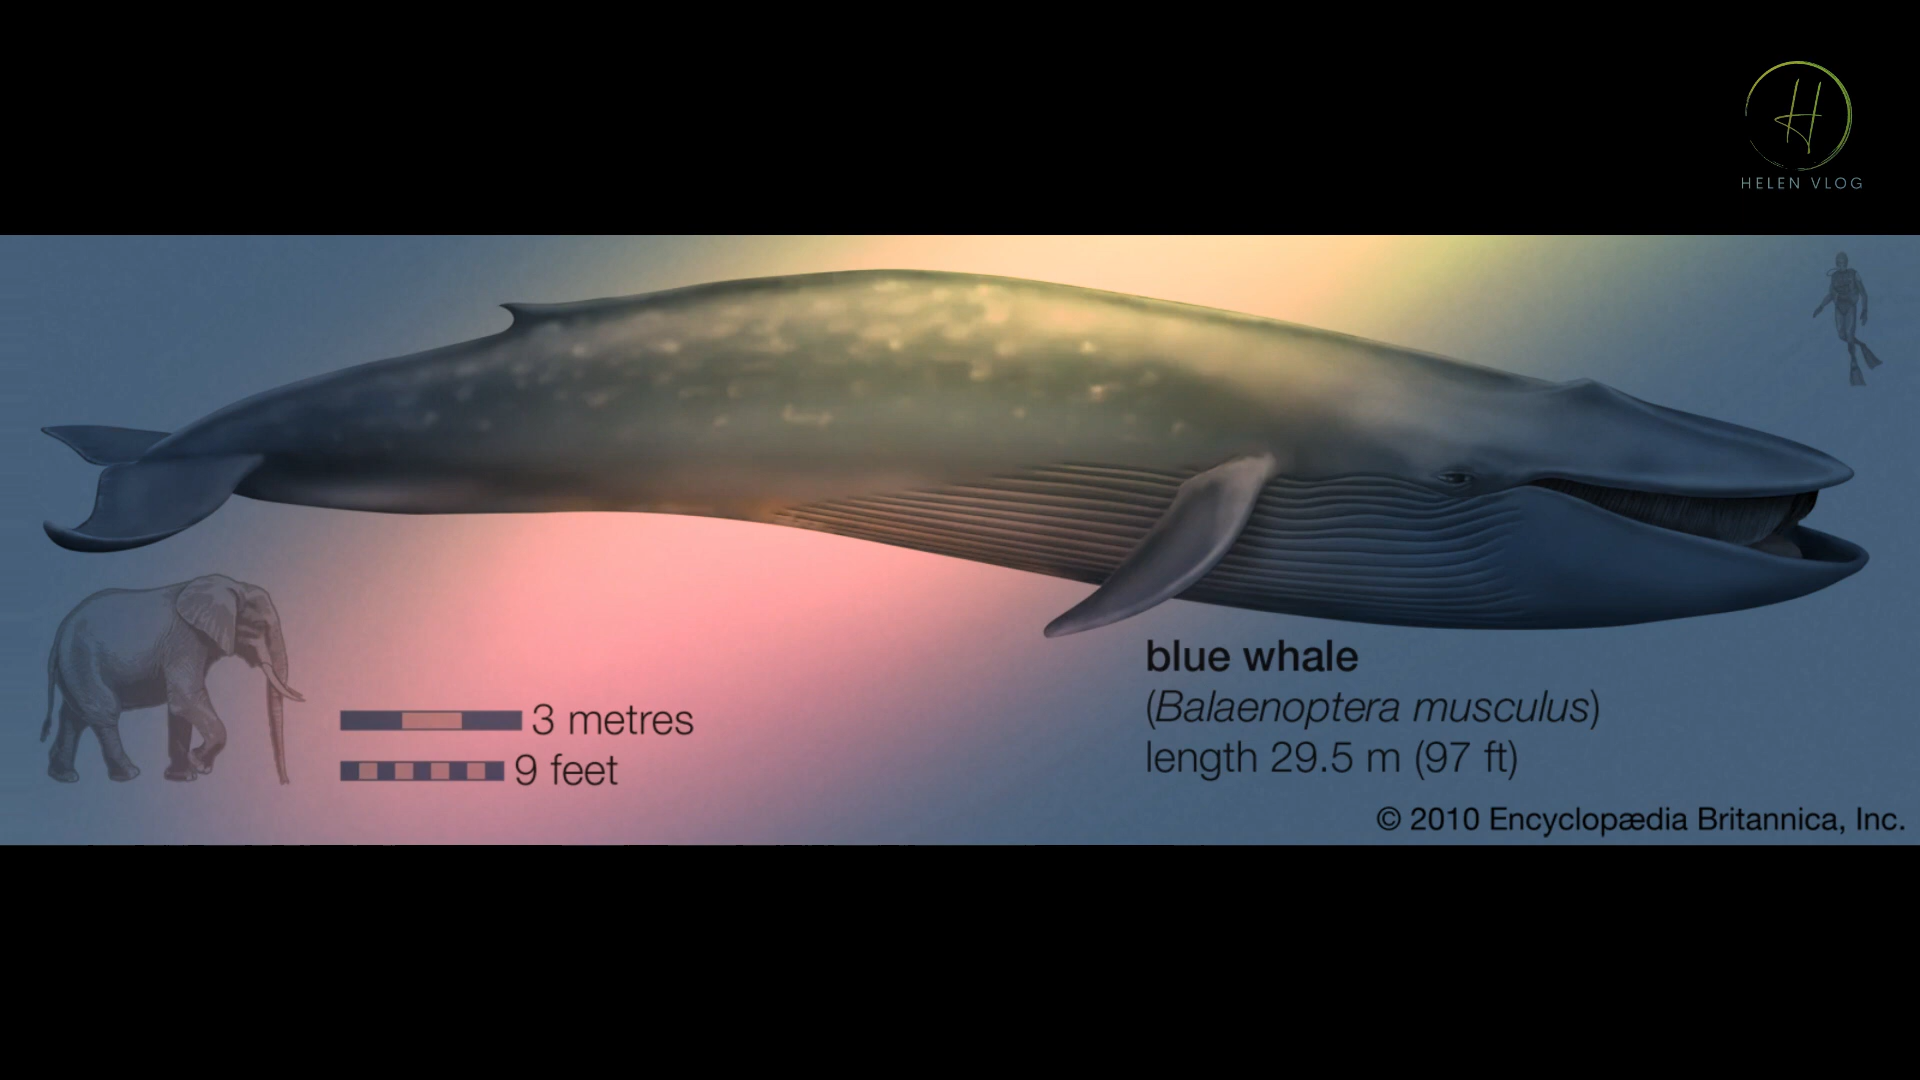 H
HELEN VLOG
3 metres
9 feet
blue whale
(Balaenoptera musculus)
length 29.5 m (97 ft)
© 2010 Encyclopædia Britannica, Inc.